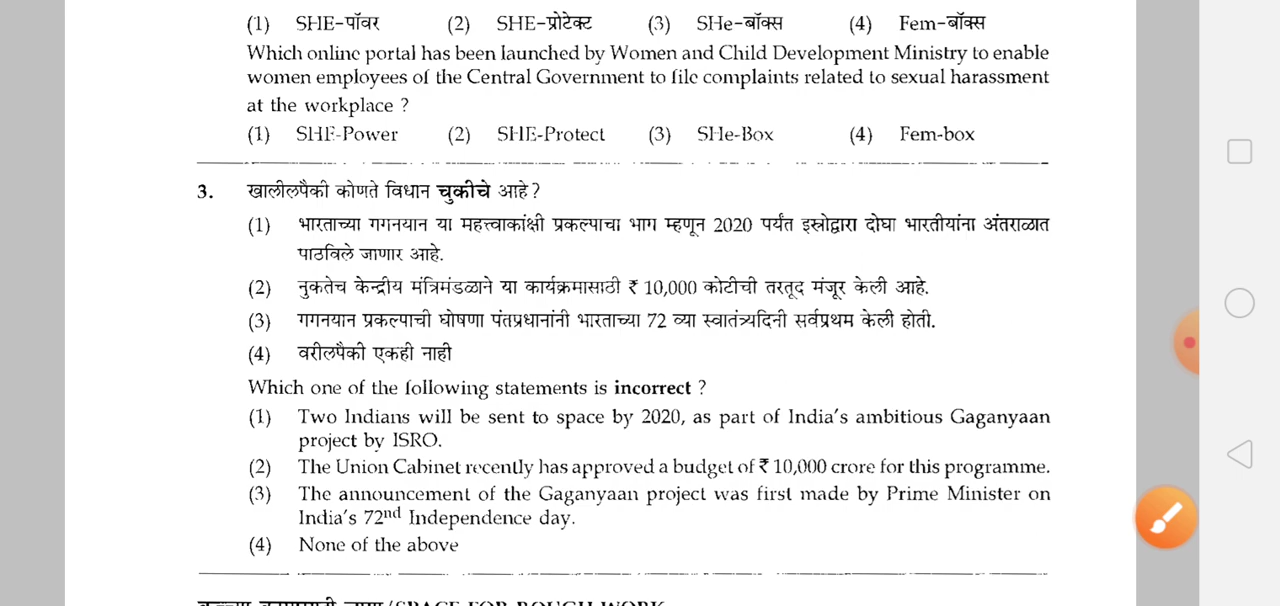 (1) SHE-पॉवर (2) SHE-प्रोटेक्ट (3) SHe-बॉक्स (4) Fem-बॉक्स
Which online portal has been launched by Women and Child Development Ministry to enable
women employees of the Central Government to file complaints related to sexual harassment
at the workplace ?
(1) SHE-Power (2) SHE-Protect (3) SHe-Box (4) Fem-box
3. खालीलपैकी कोणते विधान चुकीचे आहे ?
(1) भारताच्या गगनयान या महत्त्वाकांक्षी प्रकल्पाचा भाग म्हणून 2020 पर्यंत इस्रोद्वारा दोघा भारतीयांना अंतराळात
पाठविले जाणार आहे.
(2) नुकतेच केन्द्रीय मंत्रिमंडळाने या कार्यक्रमासाठी ₹ 10,000 कोटीची तरतूद मंजूर केली आहे.
(3) गगनयान प्रकल्पाची घोषणा पंतप्रधानांनी भारताच्या 72 व्या स्वातंत्र्यदिनी सर्वप्रथम केली होती.
(4) वरीलपैकी एकही नाही
Which one of the following statements is incorrect ?
(1) Two Indians will be sent to space by 2020, as part of India's ambitious Gaganyaan
project by ISRO.
(2) The Union Cabinet recently has approved a budget of ₹ 10,000 crore for this programme.
(3) The announcement of the Gaganyaan project was first made by Prime Minister on
India's 72nd Independence day.
(4) None of the above
कच्च्या कामासाठी जागा / SPACE FOR ROUGH WORK